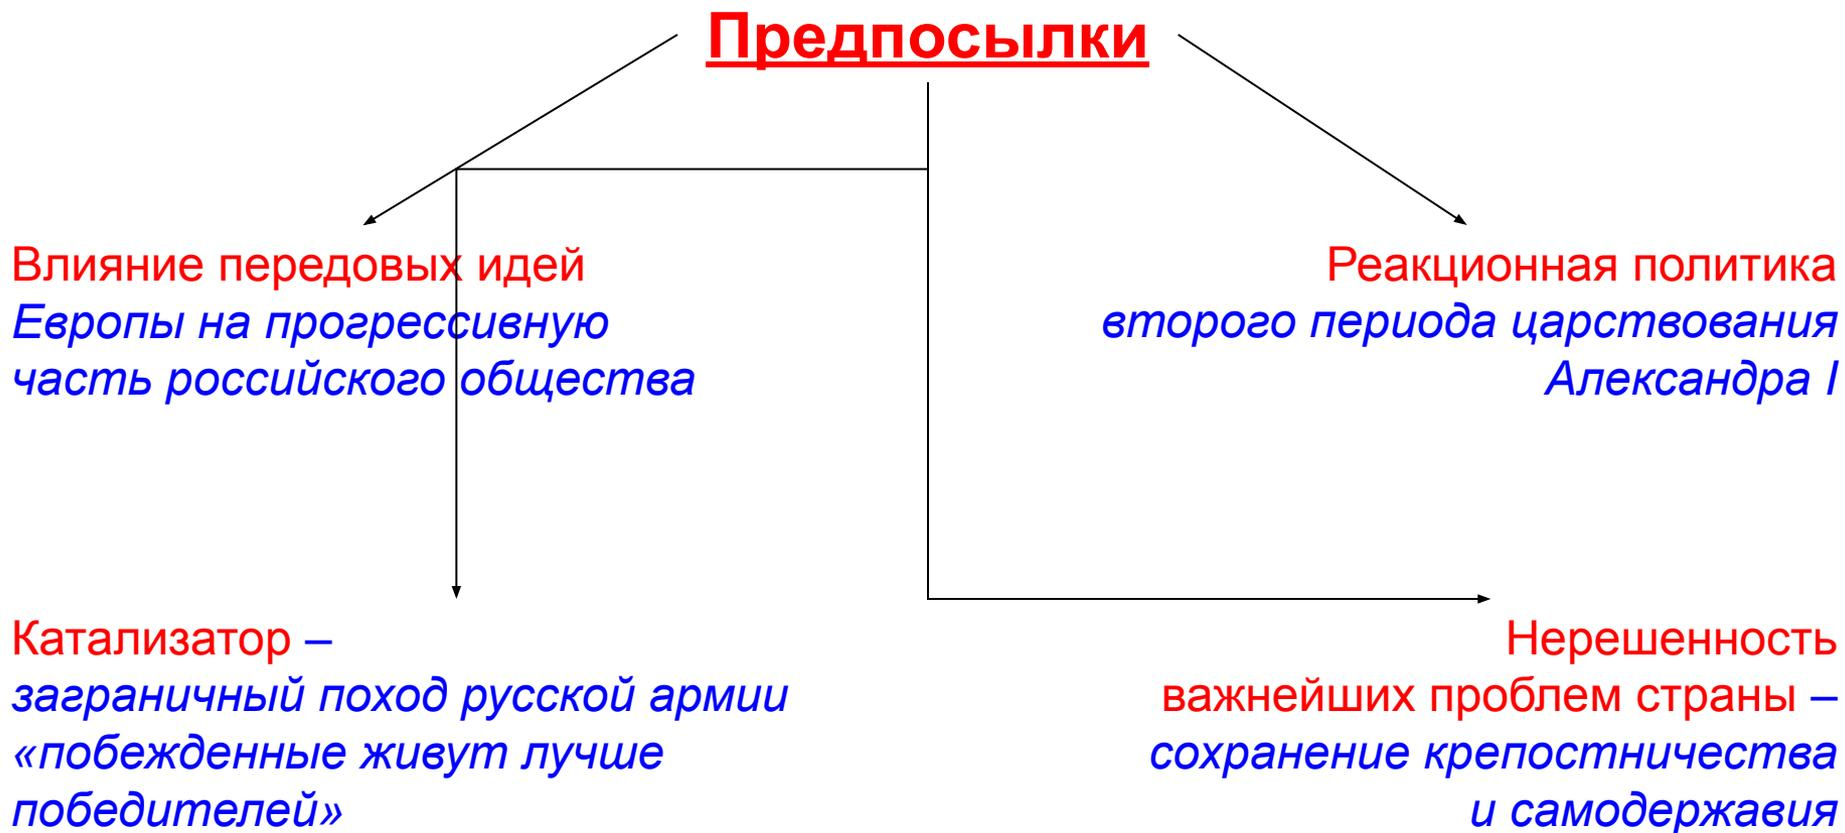 Предпосылки
Влияние передовых идей
Европы на прогрессивную
часть российского общества
Реакционная политика
второго периода царствования
Александра I
Катализатор –
заграничный поход русской армии
«побежденные живут лучше
победителей»
Нерешенность
важнейших проблем страны –
сохранение крепостничества
и самодержавия